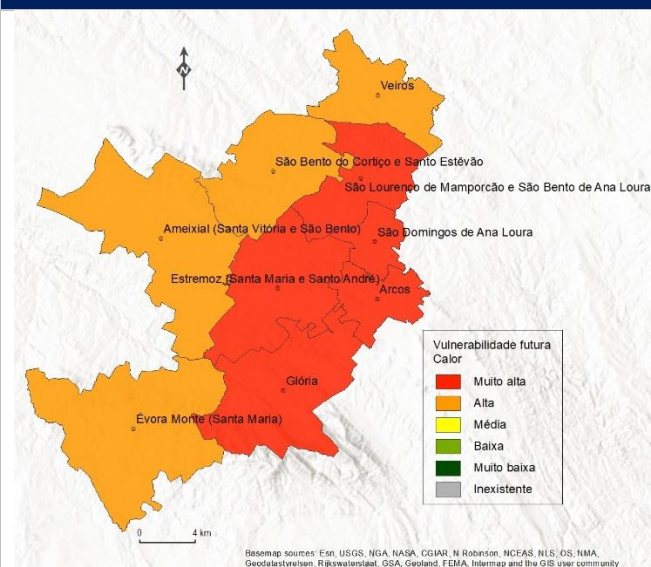 N
Veiros
São Bento do Cortiço e Santo Estêvão
São Lourenço de Mamporcão e São Bento de Ana Loura
Ameixial (Santa Vitória e São Bento)
São Domingos de Ana Loura
Estremoz (Santa Maria e Santo André)
Arcos
Glória
Évora Monte (Santa Maria)
Vulnerabilidade futura
Calor
Muito alta
Alta
Média
Baixa
Muito baixa
Inexistente
0 4 km
Basemap sources: Esri, USGS, NGA, NASA, CGIAR, N Robinson, NCEAS, NLS, OS, NMA,
Geodatastyrelsen, Rijkswaterstaat, GSA, Geoland, FEMA, Intermap and the GIS user community